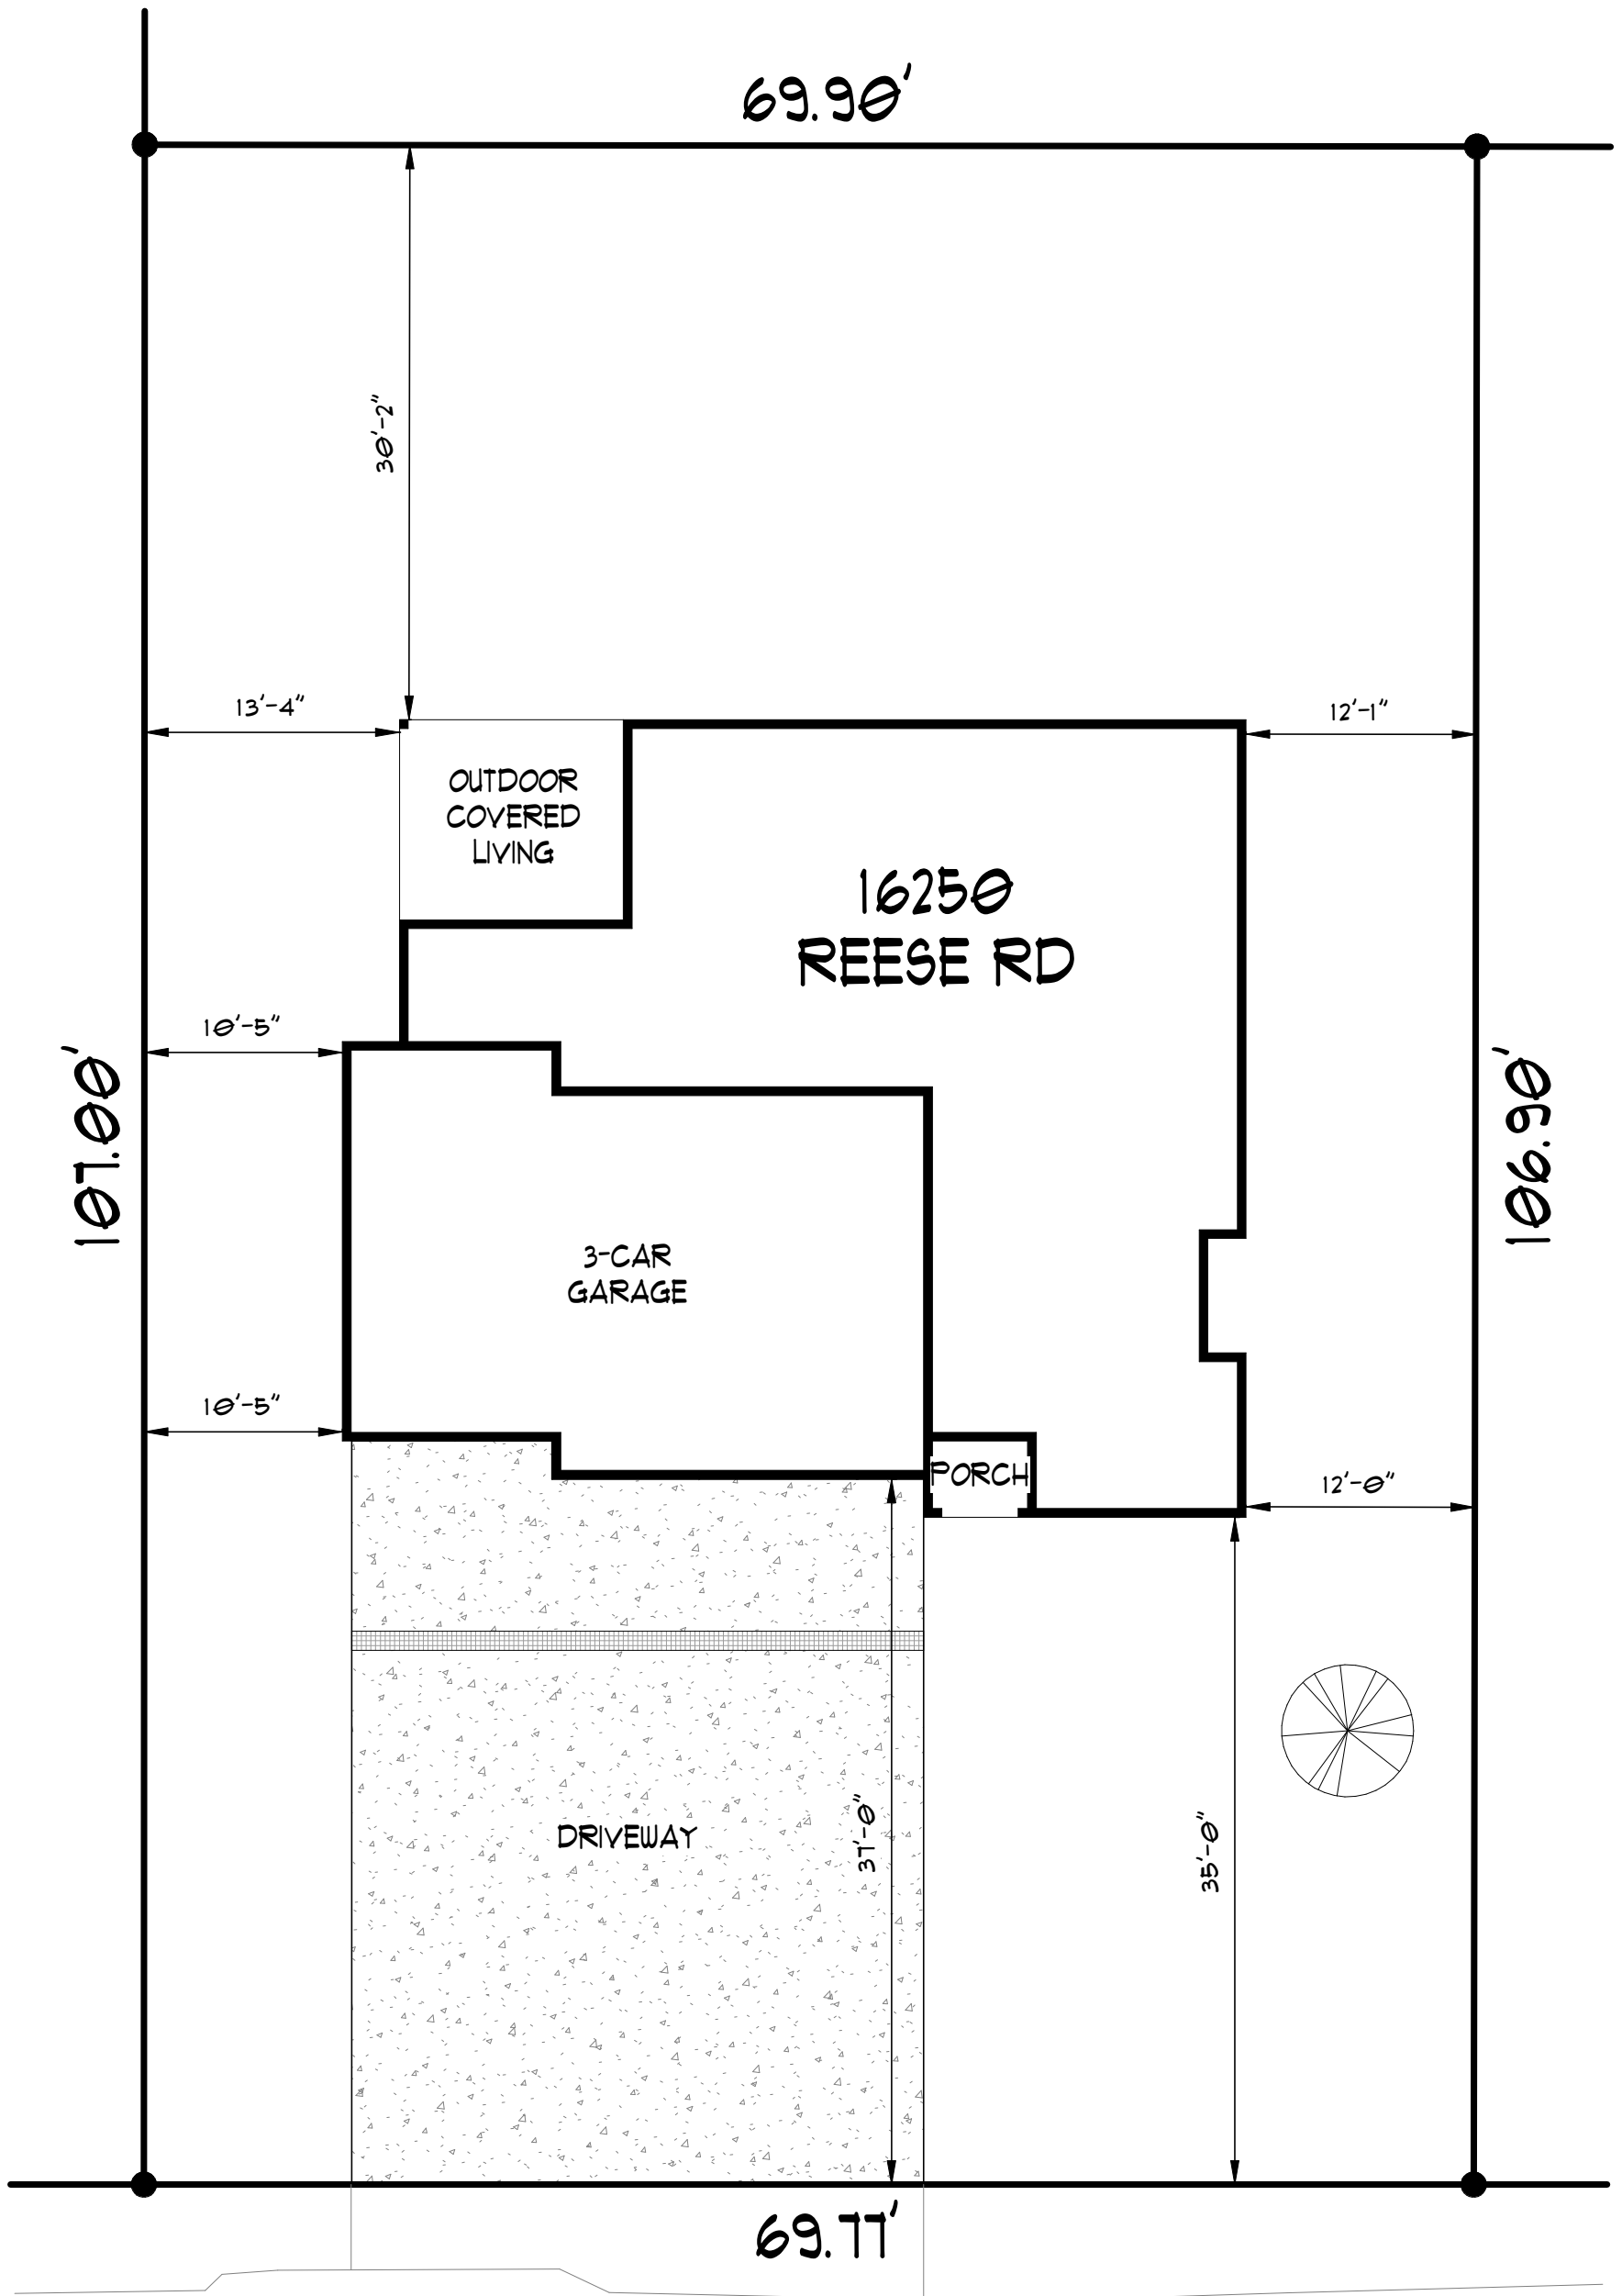 69.90'
30'-2"
13'-4"
12'-1"
OUTDOOR
COVERED
LIVING
16250
REESE RD
10'-5"
107.00'
106.90'
3-CAR
GARAGE
10'-5"
PORCH
12'-0"
DRIVEWAY
37'-0"
35'-0"
69.77'